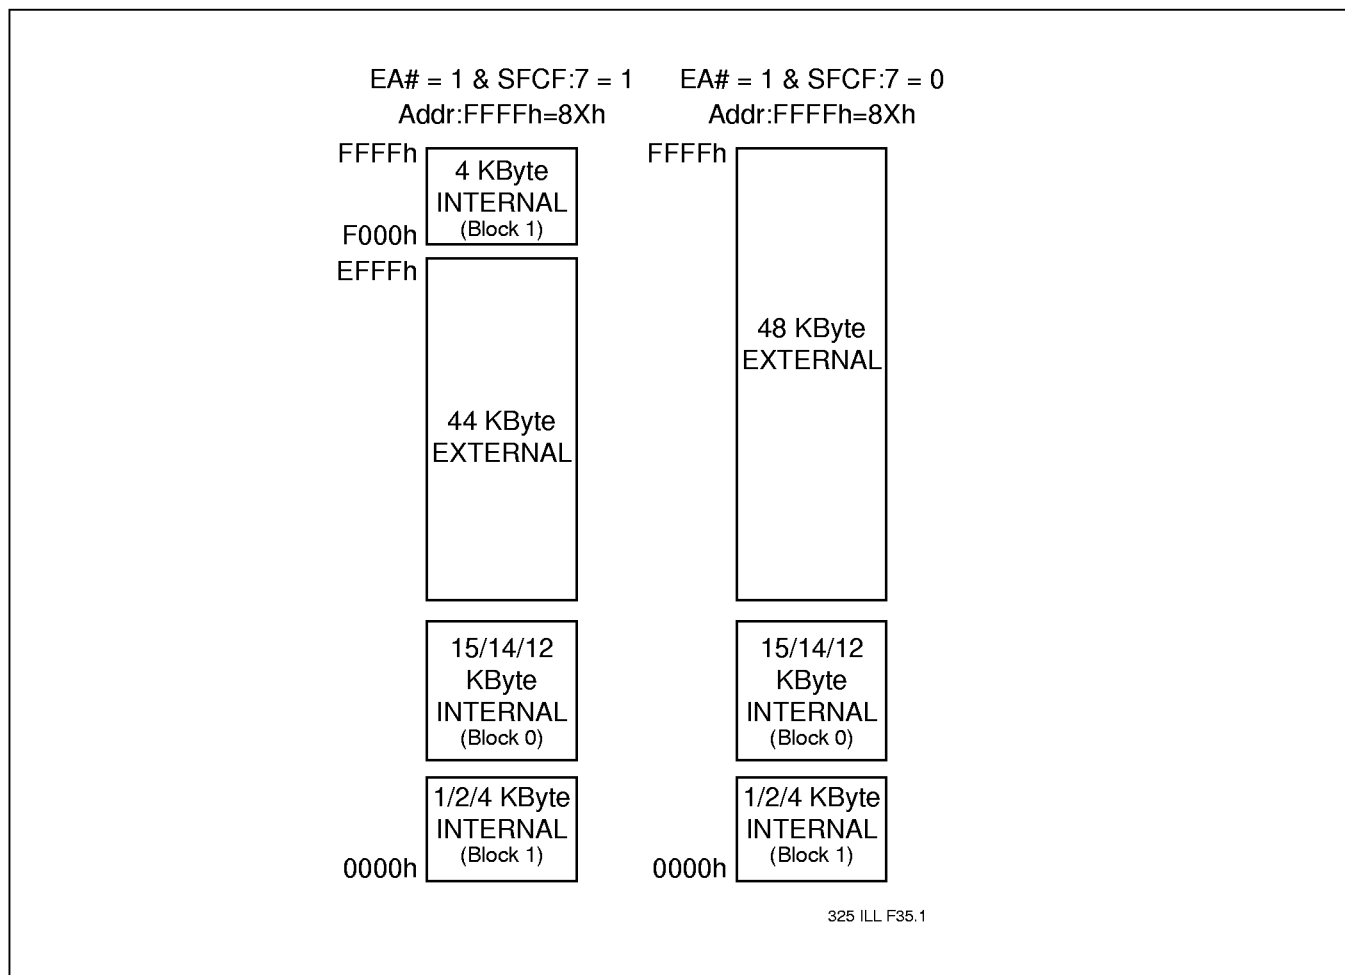 EA# = 1 & SFCF:7 = 1
Addr:FFFFh=8Xh
FFFFh
4 KByte
INTERNAL
(Block 1)
F000h
EFFFh
44 KByte
EXTERNAL
15/14/12
KByte
INTERNAL
(Block 0)
1/2/4 KByte
INTERNAL
(Block 1)
0000h
EA# = 1 & SFCF:7 = 0
Addr:FFFFh=8Xh
FFFFh
48 KByte
EXTERNAL
15/14/12
KByte
INTERNAL
(Block 0)
1/2/4 KByte
INTERNAL
(Block 1)
0000h
325 ILL F35.1